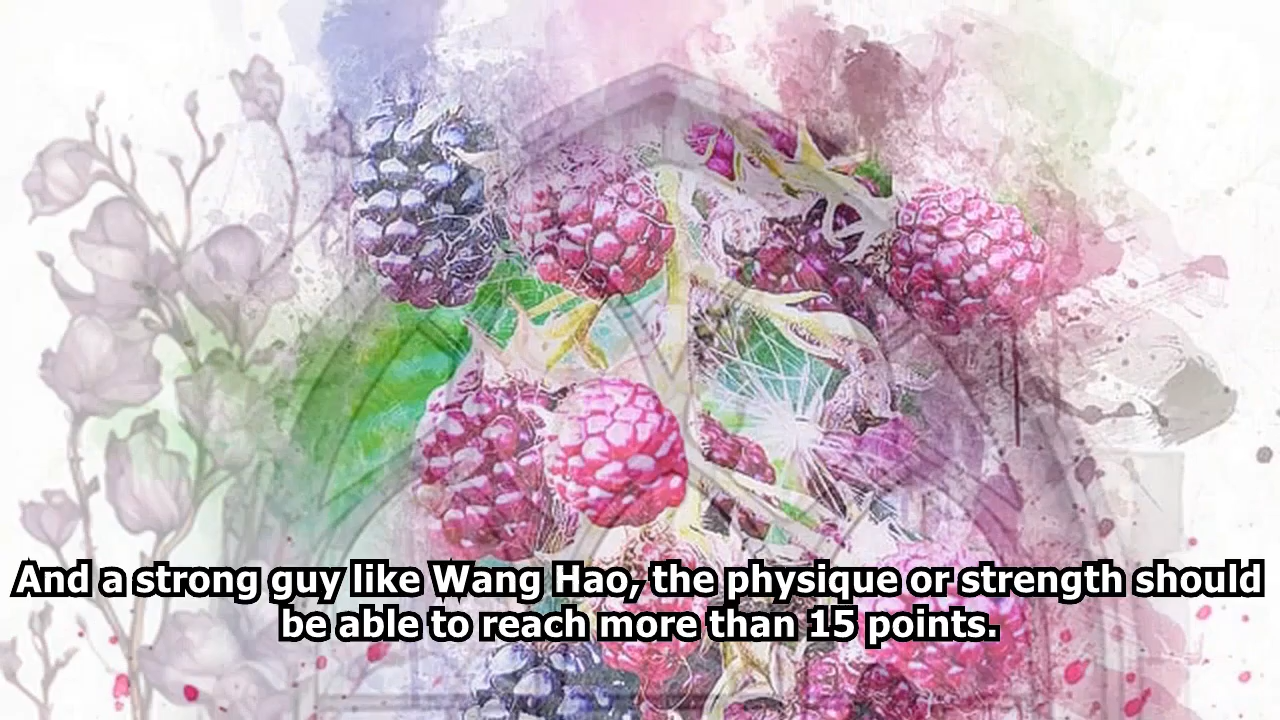 And a strong guy like Wang Hao, the physique or strength should
be able to reach more than 15 points.